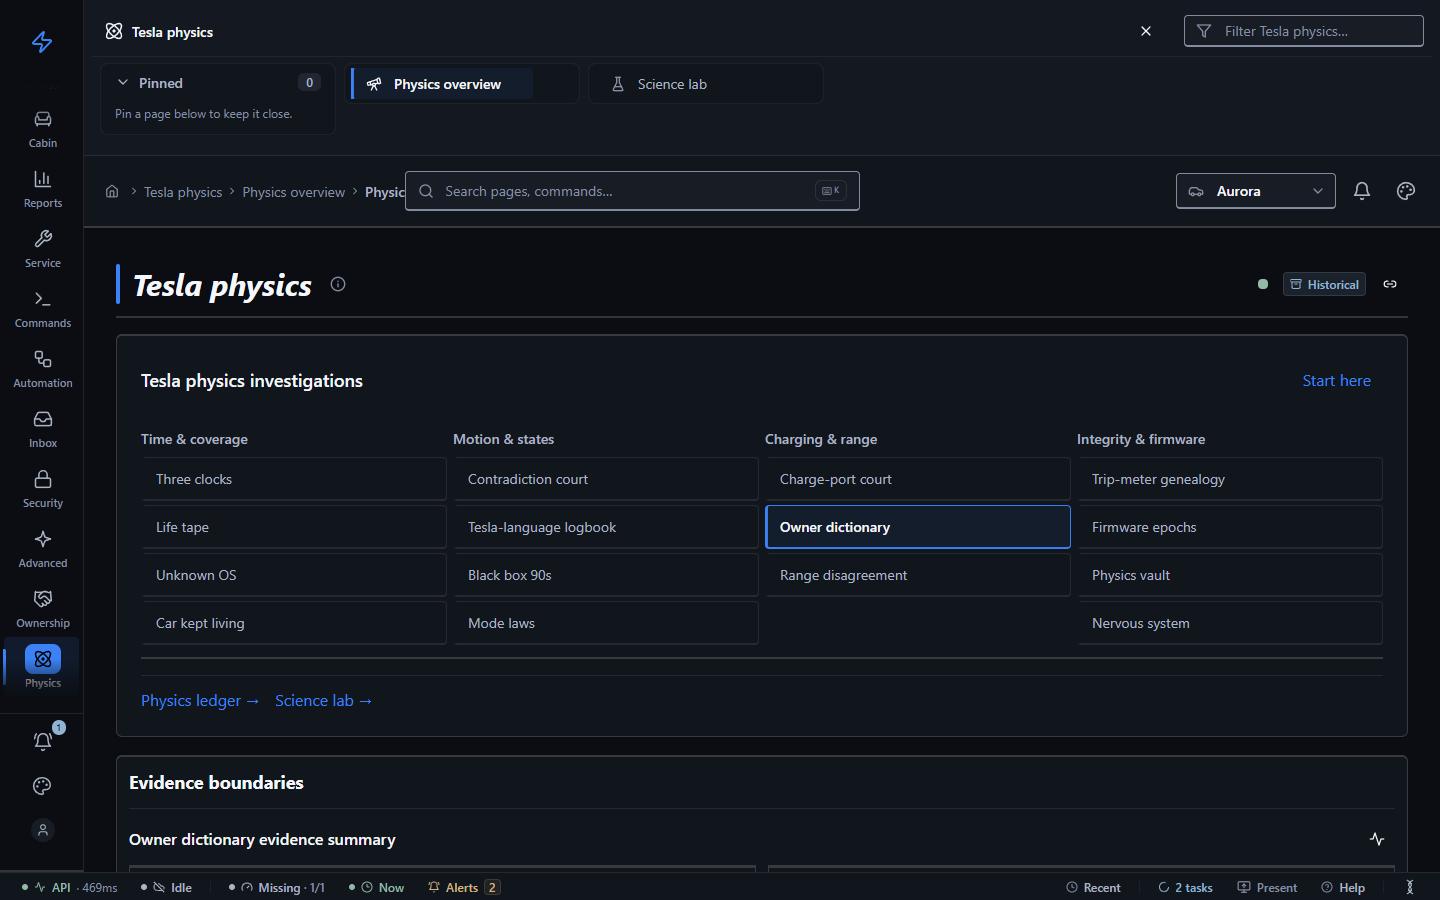 Tesla physics
Filter Tesla physics...
Pinned
0
Pin a page below to keep it close.
Physics overview
Science lab
Cabin
Reports
Service
Commands
Automation
Inbox
Security
Advanced
Ownership
Physics
1
Tesla physics
Physics overview
Physic
Search pages, commands...
K
Aurora
Tesla physics
Historical
Tesla physics investigations
Start here
Time & coverage
Three clocks
Life tape
Unknown OS
Car kept living
Motion & states
Contradiction court
Tesla-language logbook
Black box 90s
Mode laws
Charging & range
Charge-port court
Owner dictionary
Range disagreement
Integrity & firmware
Trip-meter genealogy
Firmware epochs
Physics vault
Nervous system
Physics ledger →
Science lab →
Evidence boundaries
Owner dictionary evidence summary
API · 469ms
Idle
Missing · 1/1
Now
Alerts 2
Recent
2 tasks
Present
Help